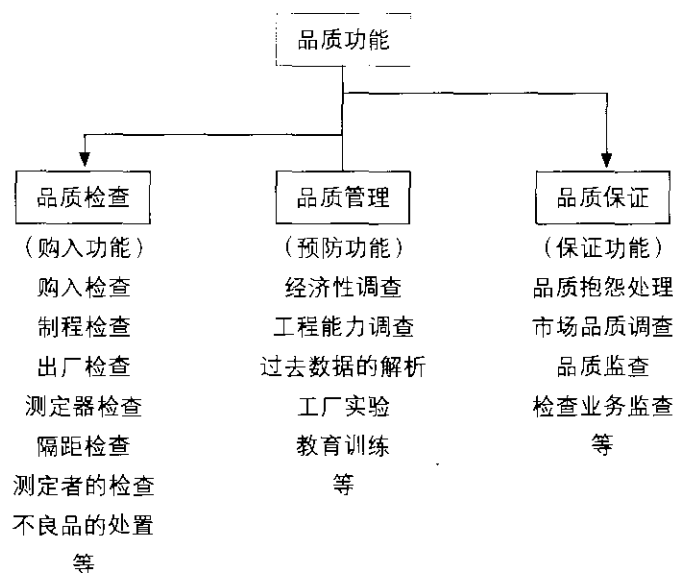 品质功能
品质检查
(购入功能)
购入检查
制程检查
出厂检查
测定器检查
隔距检查
测定者的检查
不良品的处置
等
品质管理
(预防功能)
经济性调查
工程能力调查
过去数据的解析
工厂实验
教育训练
等
品质保证
(保证功能)
品质抱怨处理
市场品质调查
品质监查
检查业务监查
等